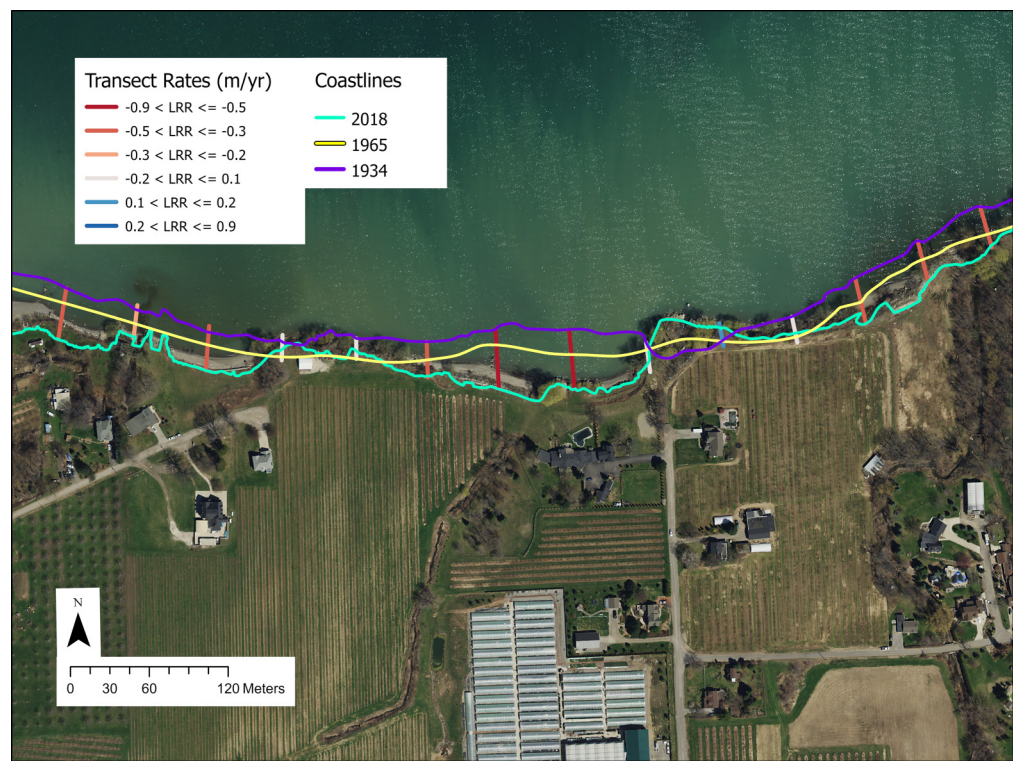 Transect Rates (m/yr)
-0.9 < LRR <= -0.5
-0.5 < LRR <= -0.3
-0.3 < LRR <= -0.2
-0.2 < LRR <= 0.1
0.1 < LRR <= 0.2
0.2 < LRR <= 0.9
Coastlines
2018
1965
1934
N
0 30 60 120 Meters